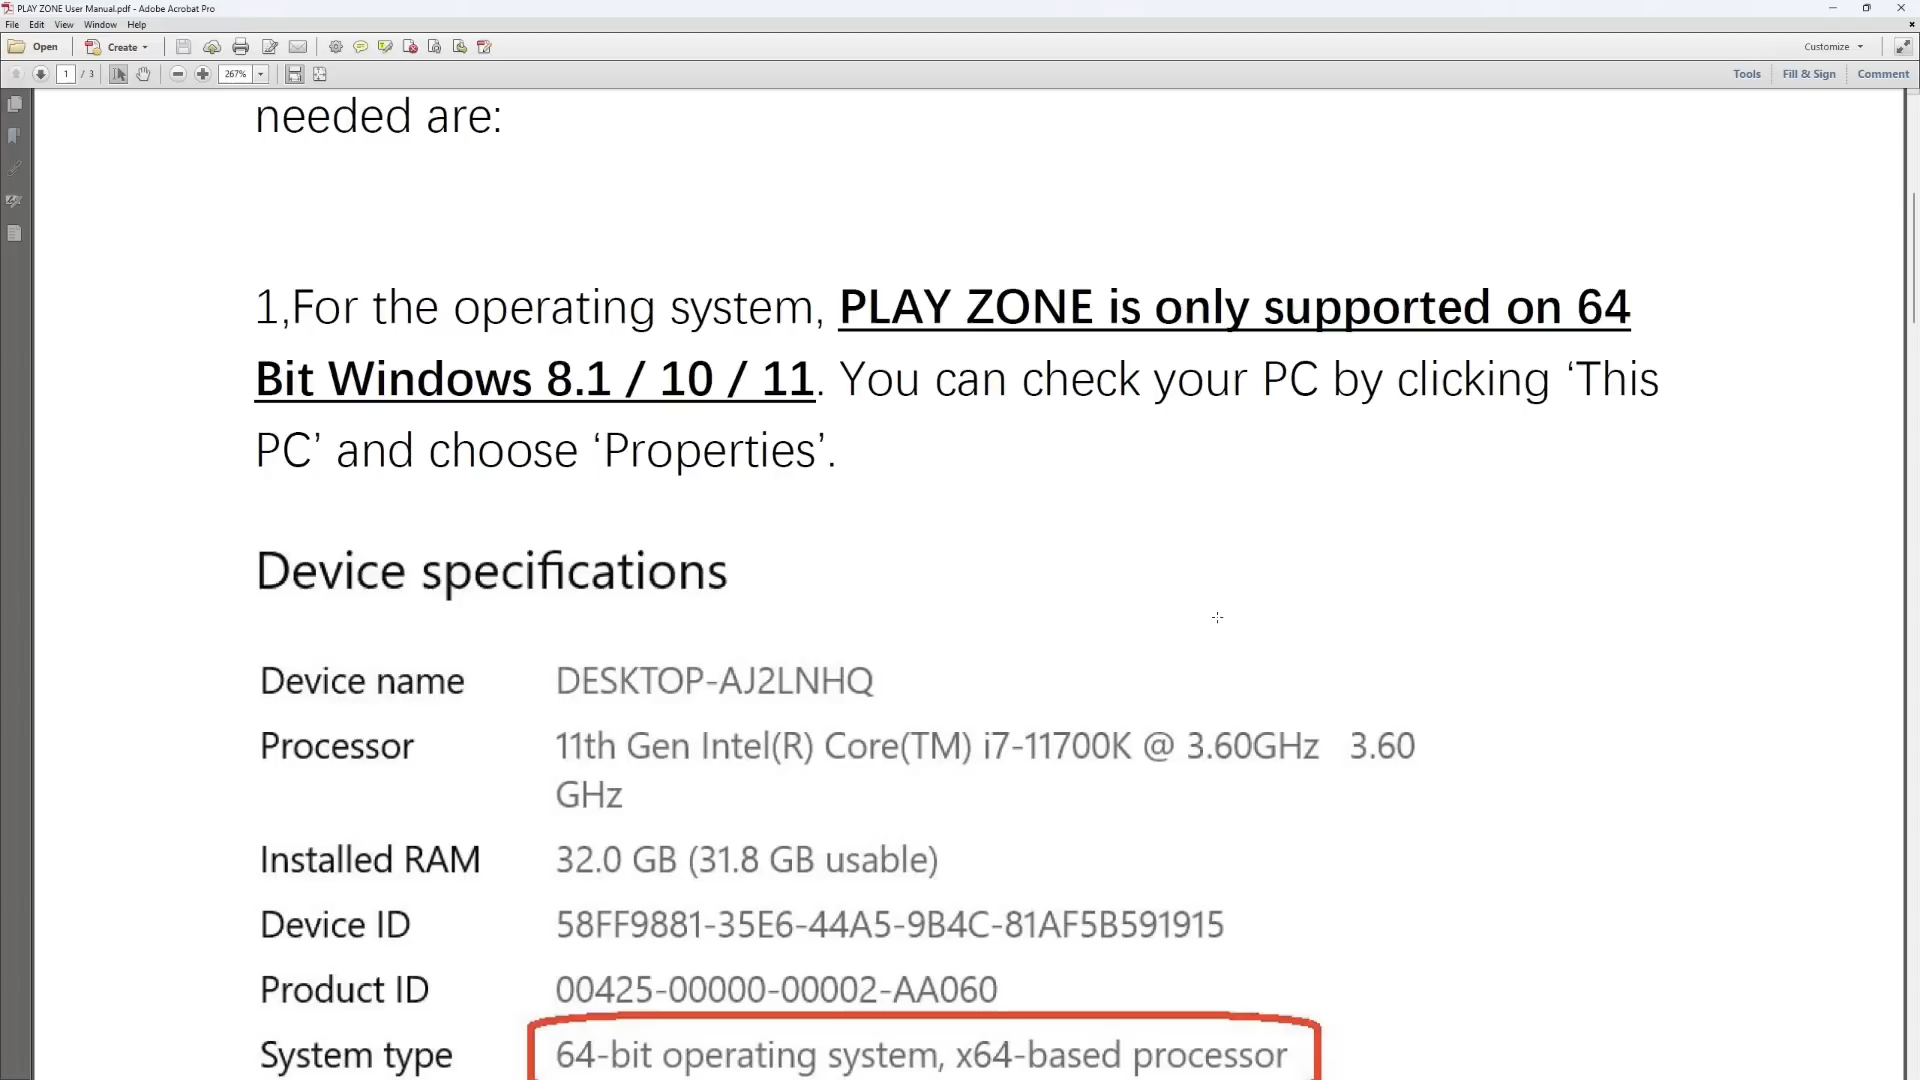 PLAY ZONE User Manual.pdf - Adobe Acrobat Pro
File Edit View Window Help
Open Create Customize
1 / 3 267% Tools Fill & Sign Comment
needed are:
1,For the operating system, PLAY ZONE is only supported on 64
Bit Windows 8.1 / 10 / 11. You can check your PC by clicking ‘This
PC’ and choose ‘Properties’.
Device specifications
Device name DESKTOP-AJ2LNHQ
Processor 11th Gen Intel(R) Core(TM) i7-11700K @ 3.60GHz 3.60
GHz
Installed RAM 32.0 GB (31.8 GB usable)
Device ID 58FF9881-35E6-44A5-9B4C-81AF5B591915
Product ID 00425-00000-00002-AA060
System type 64-bit operating system, x64-based processor